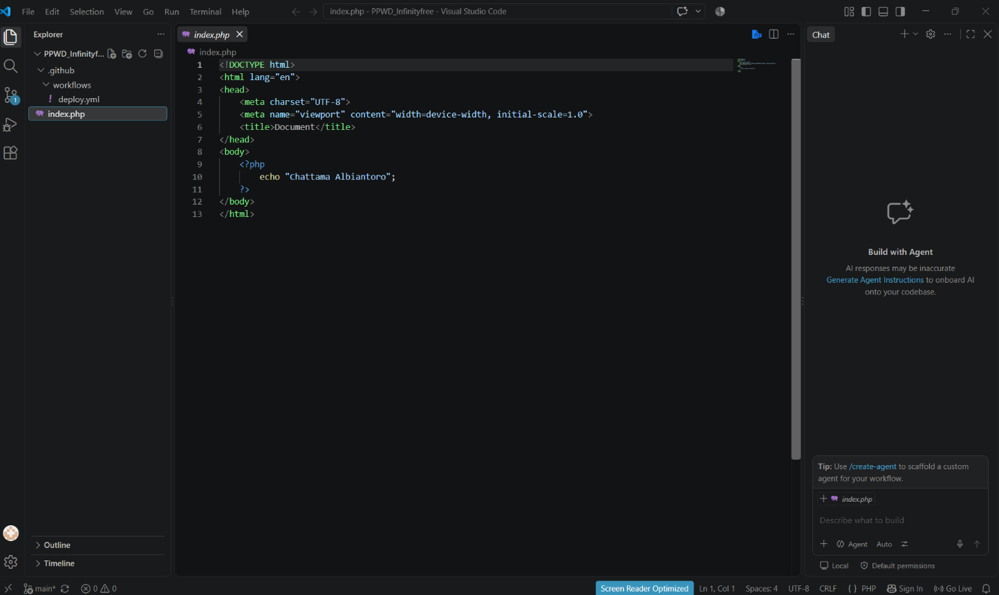 File Edit Selection View Go Run Terminal Help
index.php - PPWD_Infinityfree - Visual Studio Code
Explorer
PPWD_Infinityf...
.github
workflows
! deploy.yml
index.php
Outline
Timeline
index.php
index.php
1 <!DOCTYPE html>
2 <html lang="en">
3 <head>
4 <meta charset="UTF-8">
5 <meta name="viewport" content="width=device-width, initial-scale=1.0">
6 <title>Document</title>
7 </head>
8 <body>
9 <?php
10 echo "Chattama Albiantoro";
11 ?>
12 </body>
13 </html>
Chat
Build with Agent
AI responses may be inaccurate
Generate Agent Instructions to onboard AI
onto your codebase.
Tip: Use /create-agent to scaffold a custom
agent for your workflow.
index.php
Describe what to build
Agent Auto
Local Default permissions
1
main* 0 0
Screen Reader Optimized Ln 1, Col 1 Spaces: 4 UTF-8 CRLF { } PHP Sign In Go Live